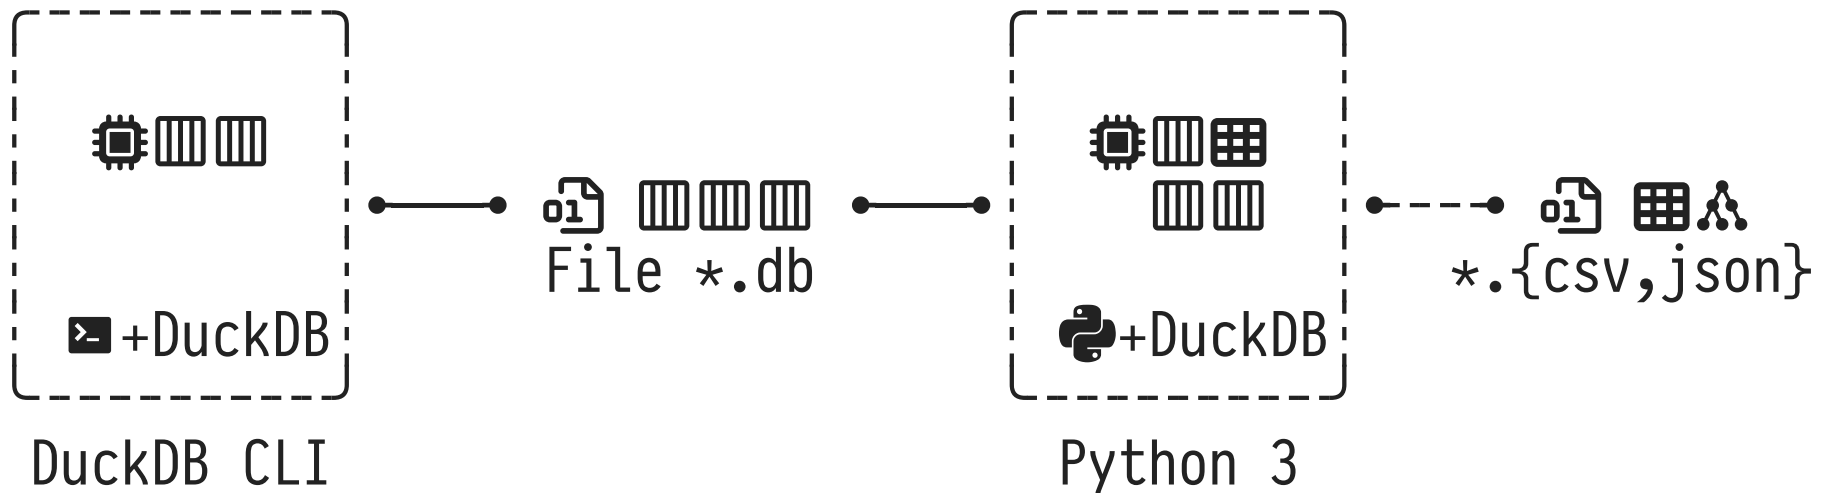 +DuckDB
DuckDB CLI
File *.db
+DuckDB
Python 3
*.{csv,json}